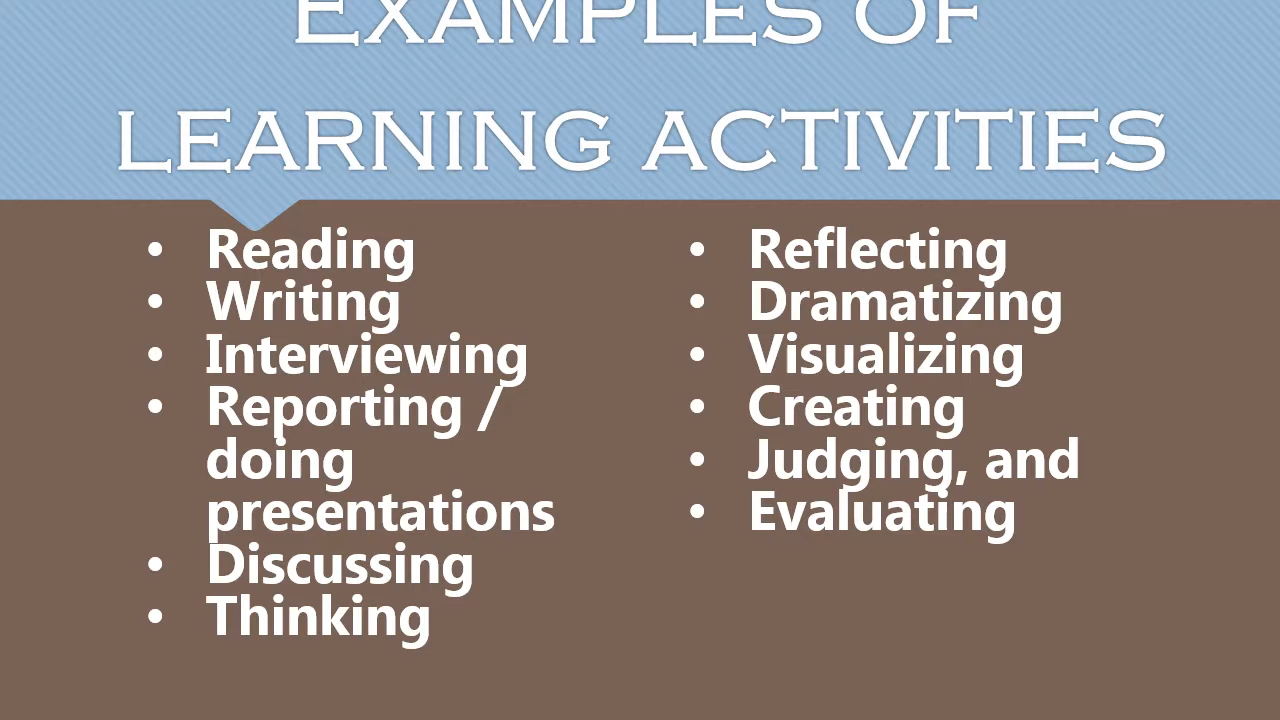 EXAMPLES OF
LEARNING ACTIVITIES
• Reading
• Writing
• Interviewing
• Reporting /
doing
presentations
• Discussing
• Thinking
• Reflecting
• Dramatizing
• Visualizing
• Creating
• Judging, and
• Evaluating